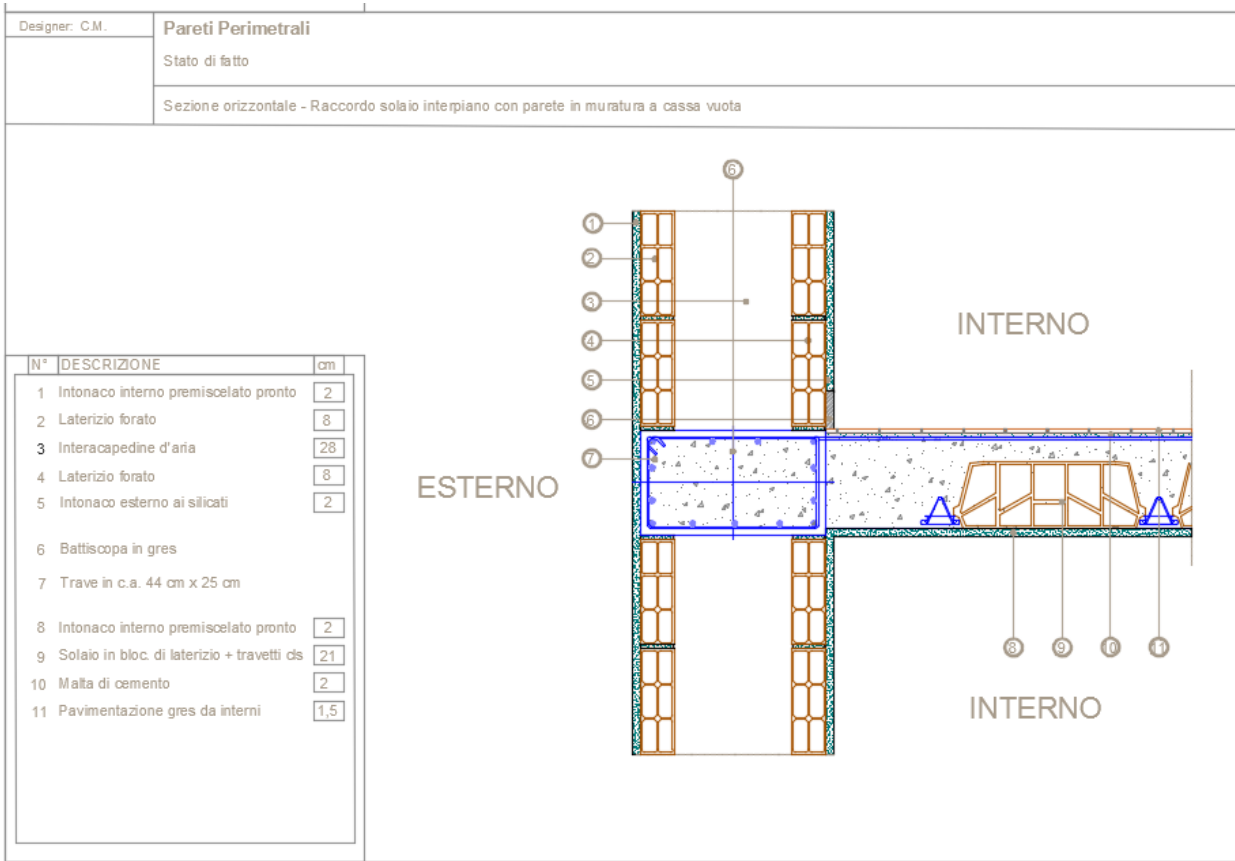 Designer: C.M.
Pareti Perimetrali
Stato di fatto
Sezione orizzontale - Raccordo solaio interpiano con parete in muratura a cassa vuota
6
1
2
3
4
5
6
7
INTERNO
ESTERNO
8
9
10
11
INTERNO
N° DESCRIZIONE cm
1 Intonaco interno premiscelato pronto 2
2 Laterizio forato 8
3 Interacapedine d'aria 28
4 Laterizio forato 8
5 Intonaco esterno ai silicati 2
6 Battiscopa in gres
7 Trave in c.a. 44 cm x 25 cm
8 Intonaco interno premiscelato pronto 2
9 Solaio in bloc. di laterizio + travetti cls 21
10 Malta di cemento 2
11 Pavimentazione gres da interni 1,5